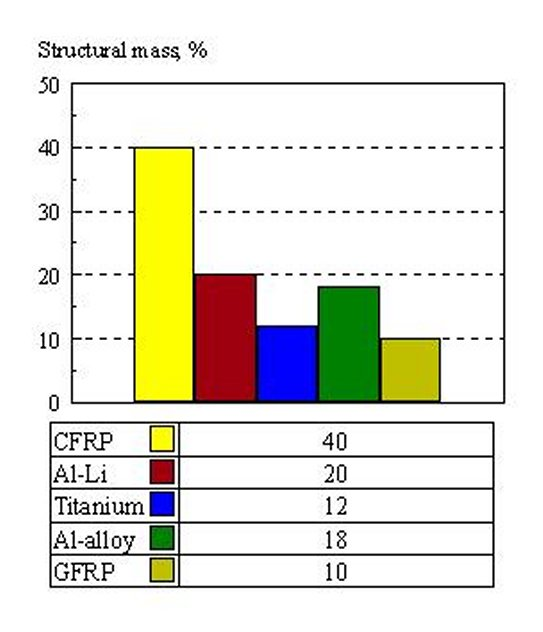 Structural mass, %
50
40
30
20
10
0
CFRP 40
Al-Li 20
Titanium 12
Al-alloy 18
GFRP 10